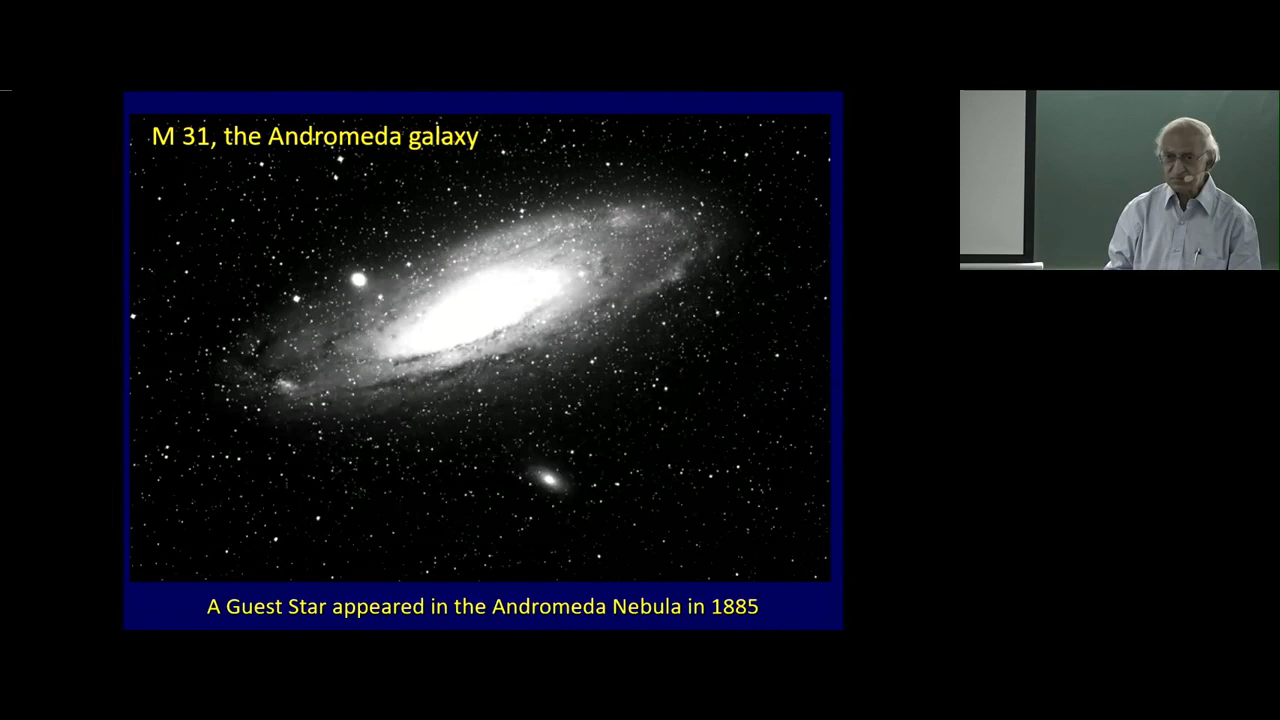 M 31, the Andromeda galaxy
A Guest Star appeared in the Andromeda Nebula in 1885